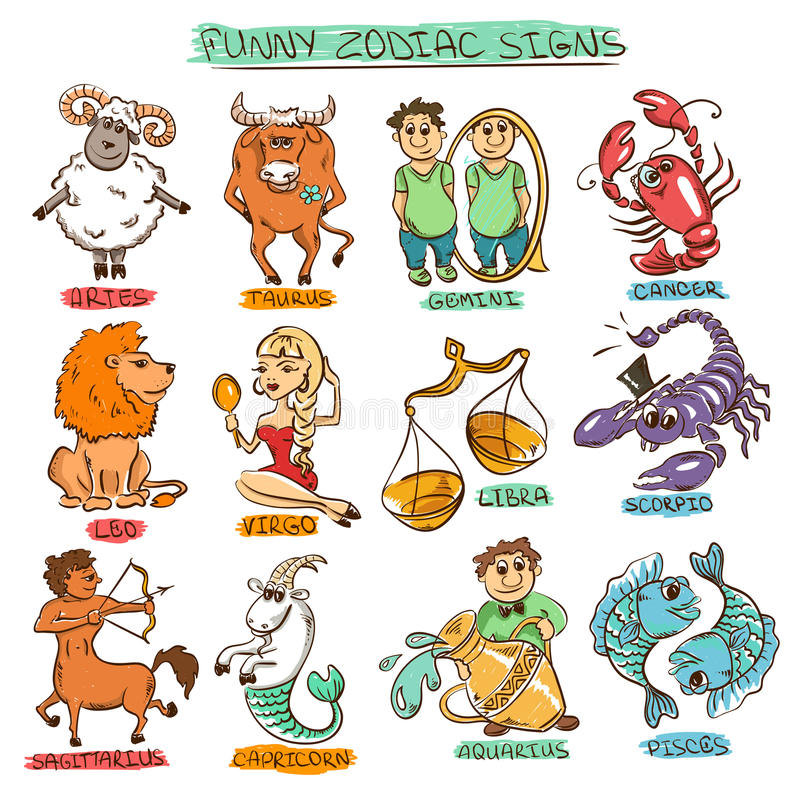 FUNNY ZODIAC SIGNS
ARIES
TAURUS
GEMINI
CANCER
LEO
VIRGO
LIBRA
SCORPIO
SAGITTARIUS
CAPRICORN
AQUARIUS
PISCES